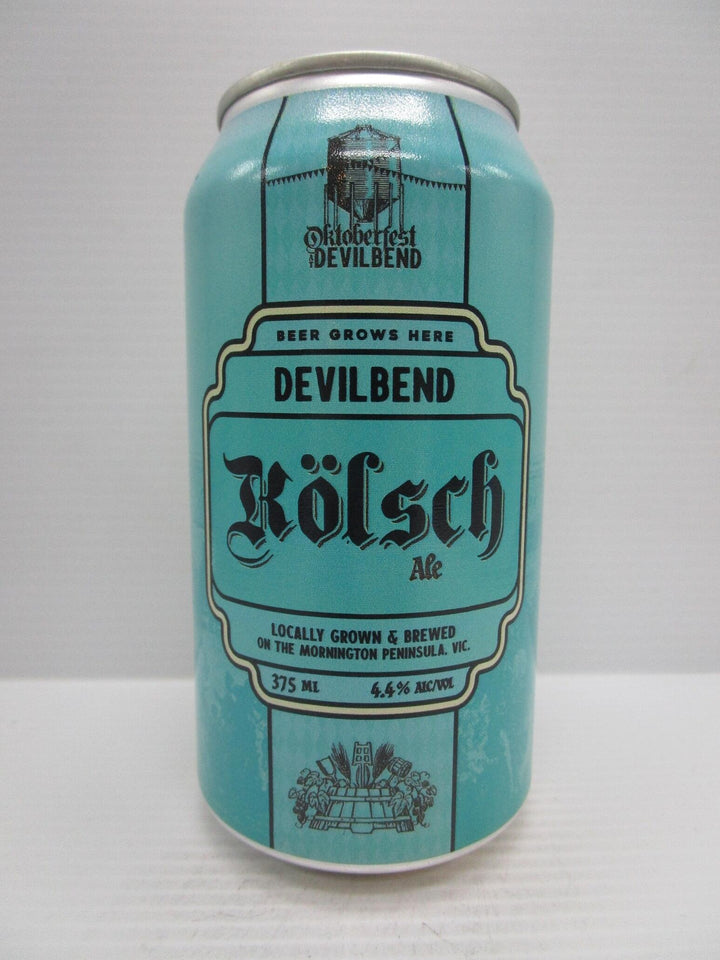 Oktoberfest
AT DEVILBEND
BEER GROWS HERE
DEVILBEND
Kölsch
Ale
LOCALLY GROWN & BREWED
ON THE MORNINGTON PENINSULA. VIC.
375 ML 4.4% ALC/VOL